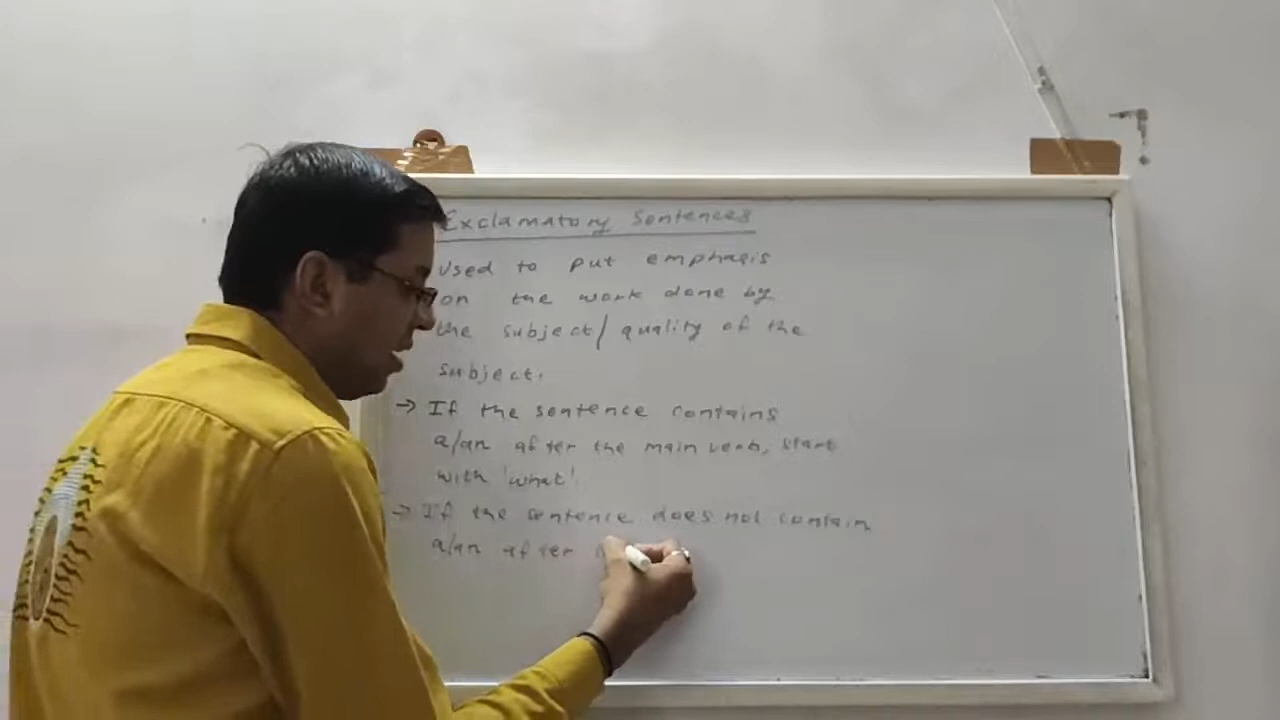 Exclamatory Sentences
Used to put emphasis
on the work done by
the subject/quality of the
subject.
→ If the sentence contains
a/an after the main verb, start
with 'what'.
→ If the sentence does not contain
a/an after